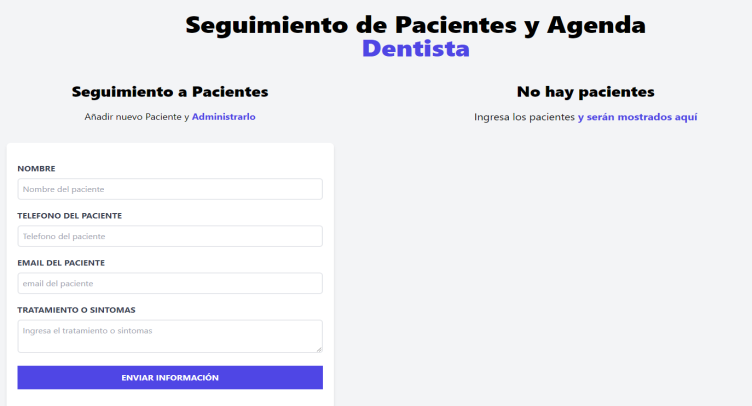 Seguimiento de Pacientes y Agenda
Dentista
Seguimiento a Pacientes
Añadir nuevo Paciente y Administrarlo
NOMBRE
Nombre del paciente
TELEFONO DEL PACIENTE
Telefono del paciente
EMAIL DEL PACIENTE
email del paciente
TRATAMIENTO O SINTOMAS
Ingresa el tratamiento o sintomas
ENVIAR INFORMACIÓN
No hay pacientes
Ingresa los pacientes y serán mostrados aquí